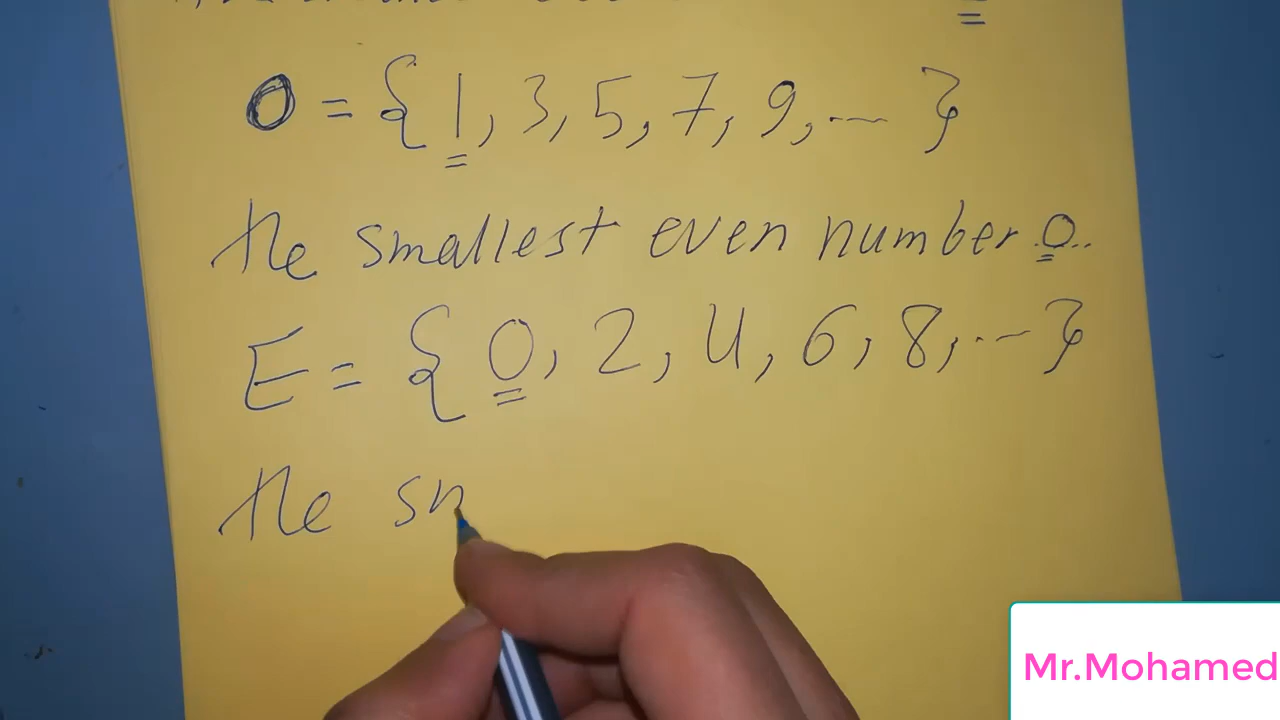 O = { 1, 3, 5, 7, 9, ... }
The smallest even number .0..
E = { 0, 2, 4, 6, 8, ... }
The sm
Mr.Mohamed